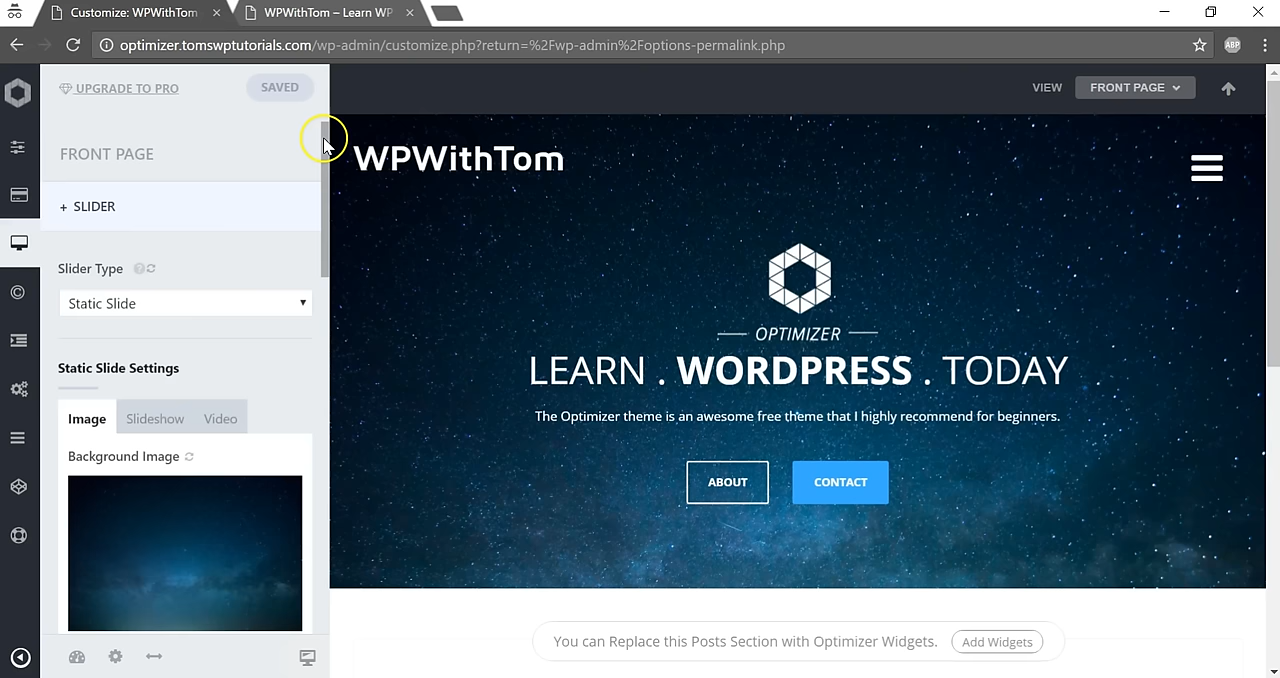 Customize: WPWithTom
WPWithTom – Learn WP
optimizer.tomswptutorials.com/wp-admin/customize.php?return=%2Fwp-admin%2Foptions-permalink.php
ABP
UPGRADE TO PRO
SAVED
VIEW
FRONT PAGE
FRONT PAGE
+ SLIDER
Slider Type
Static Slide
Static Slide Settings
Image
Slideshow
Video
Background Image
WPWithTom
OPTIMIZER
LEARN . WORDPRESS . TODAY
The Optimizer theme is an awesome free theme that I highly recommend for beginners.
ABOUT
CONTACT
You can Replace this Posts Section with Optimizer Widgets.
Add Widgets